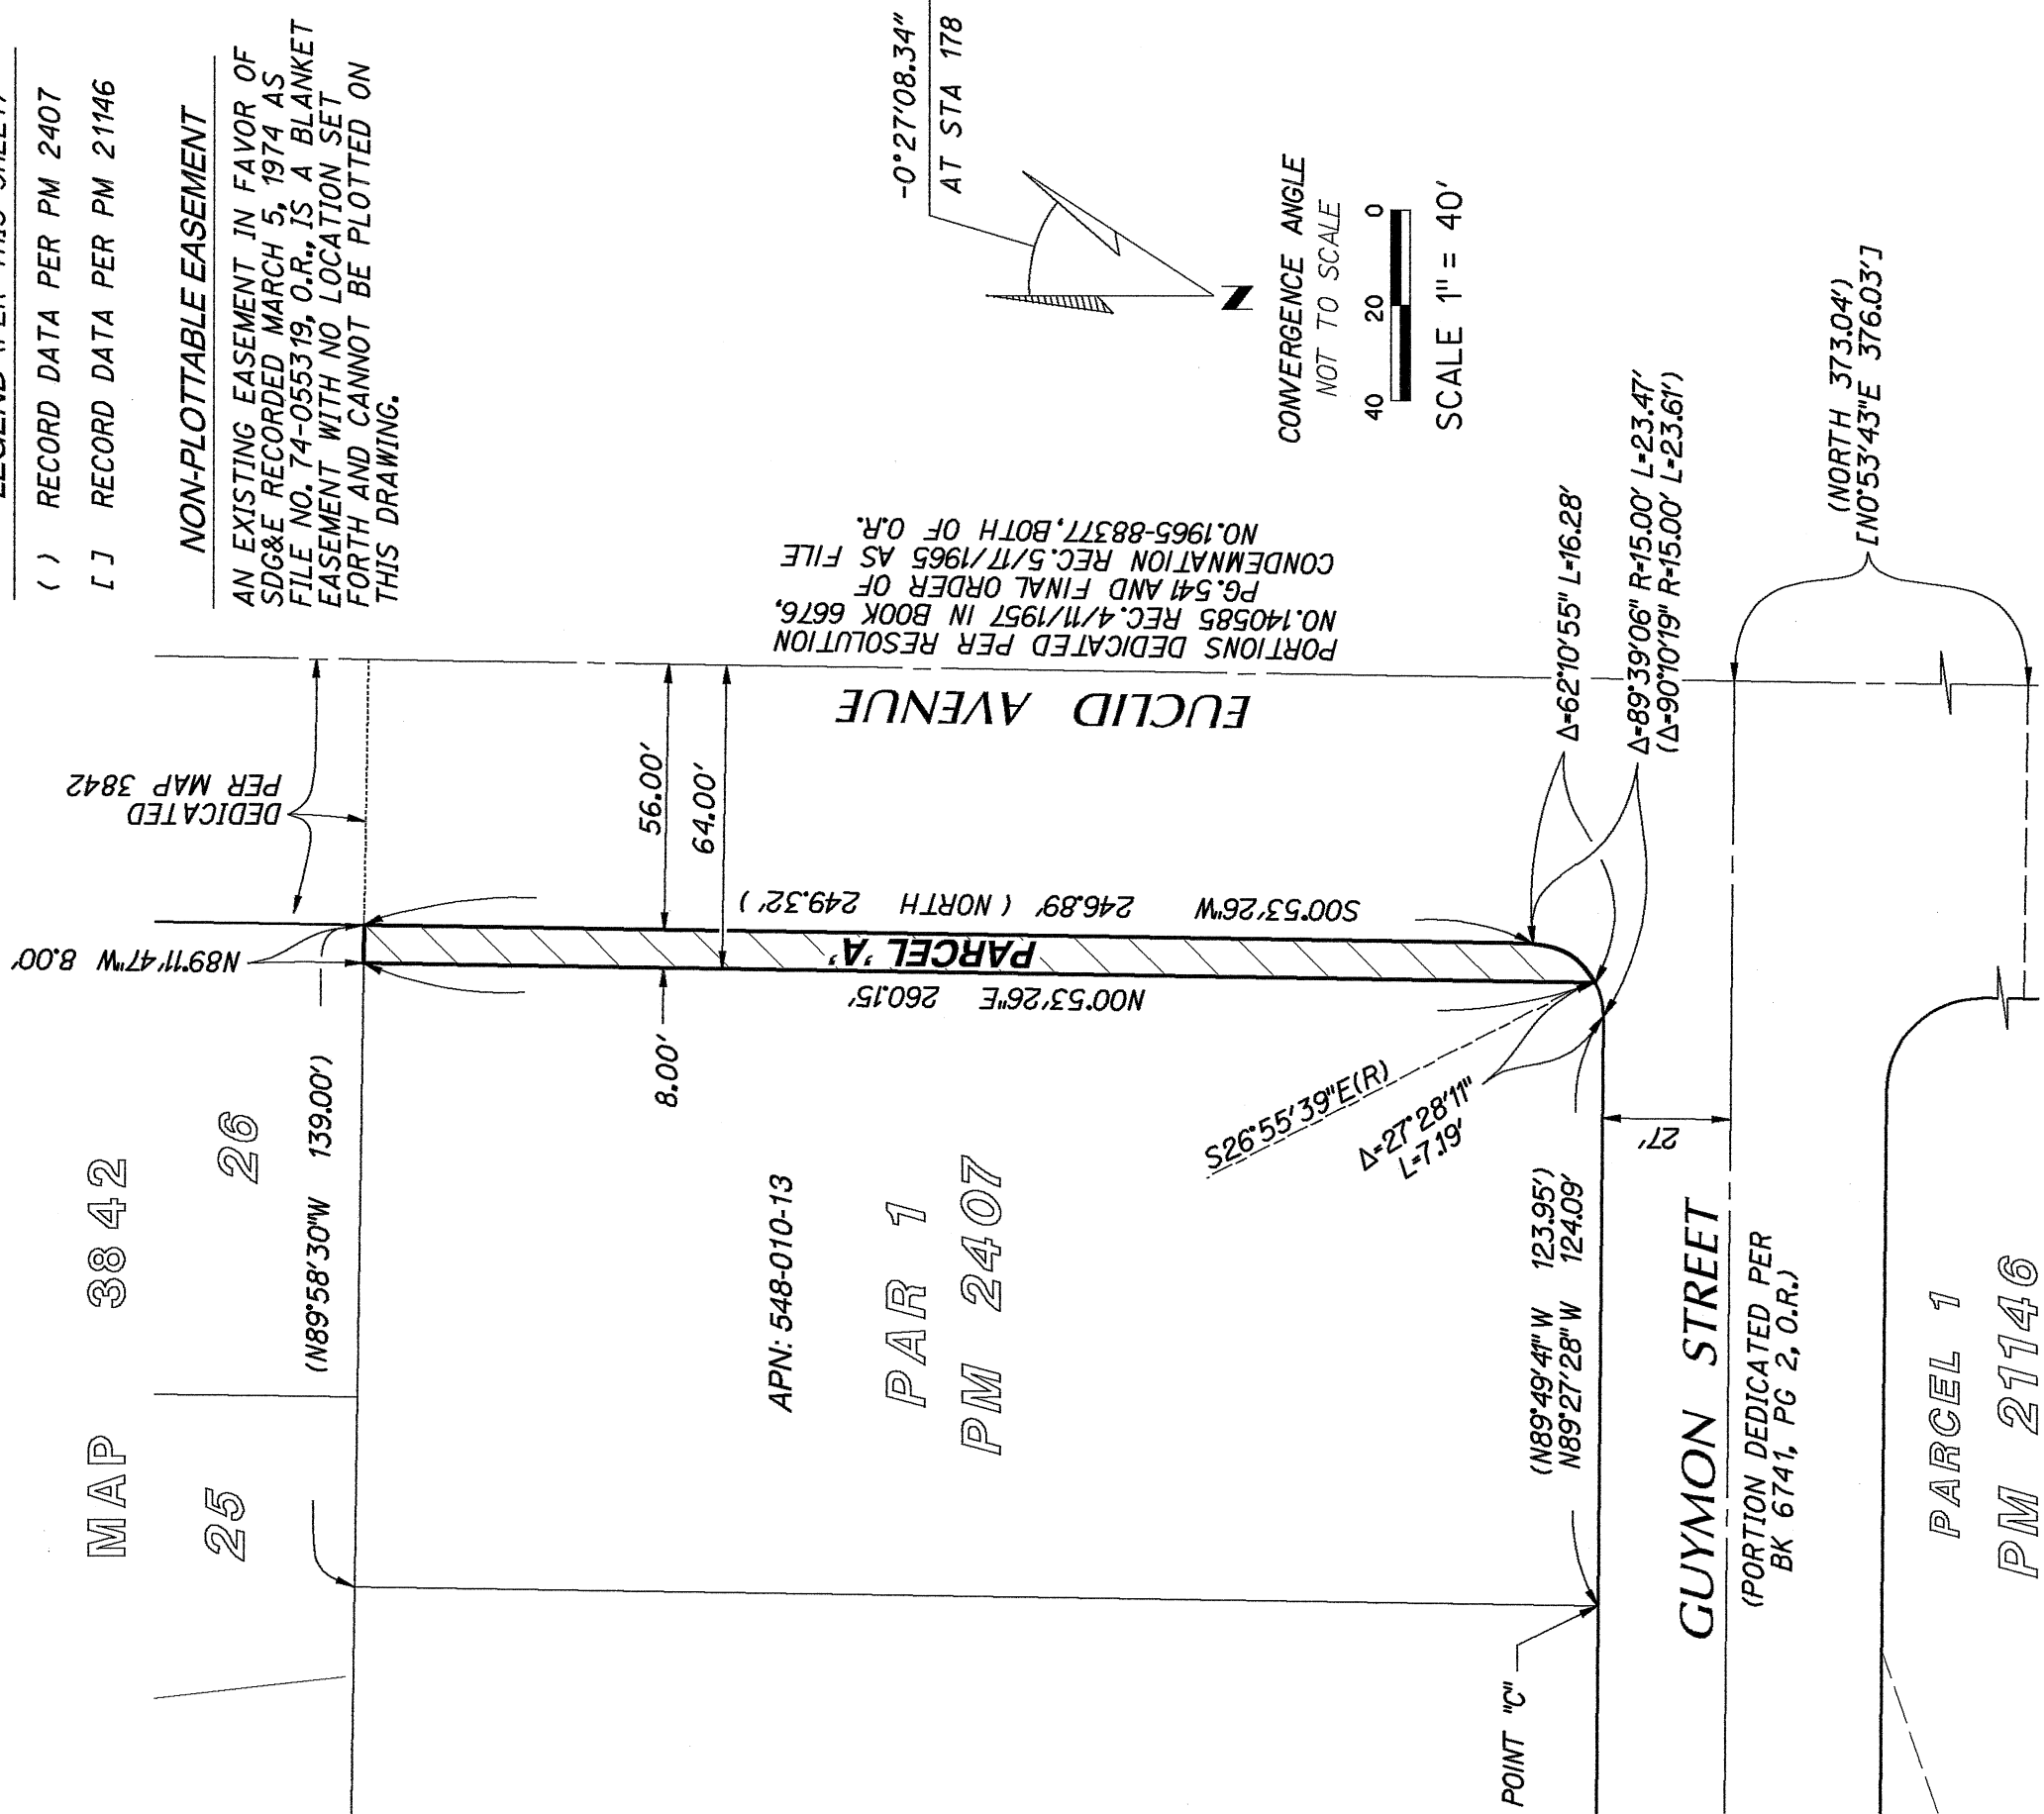 ( ) RECORD DATA PER PM 2407
[ ] RECORD DATA PER PM 21146
NON-PLOTTABLE EASEMENT
AN EXISTING EASEMENT IN FAVOR OF
SDG&E RECORDED MARCH 5, 1974 AS
FILE NO. 74-055319, O.R., IS A BLANKET
EASEMENT WITH NO LOCATION SET
FORTH AND CANNOT BE PLOTTED ON
THIS DRAWING.
-0°27'08.34"
AT STA 178
N
CONVERGENCE ANGLE
NOT TO SCALE
40 20 0
SCALE 1" = 40'
PORTIONS DEDICATED PER RESOLUTION
NO.140585 REC.4/11/1957 IN BOOK 6676,
PG.541 AND FINAL ORDER OF
CONDEMNATION REC.5/17/1965 AS FILE
NO.1965-88377, BOTH OF O.R.
EUCLID AVENUE
DEDICATED
PER MAP 3842
56.00'
64.00'
S00°53'26"W 246.89' ( NORTH 249.32' )
PARCEL 'A'
N00°53'26"E 260.15'
N89°11'47"W 8.00'
8.00'
Δ=62°10'55" L=16.28'
Δ=89°39'06" R=15.00' L=23.47'
(Δ=90°10'19" R=15.00' L=23.61')
(NORTH 373.04')
[N0°53'43"E 376.03']
MAP 3842
25
26
(N89°58'30"W 139.00')
APN: 548-010-13
PAR 1
PM 2407
S26°55'39"E(R)
Δ=27°28'11"
L=7.19'
(N89°49'41" W 123.95')
N89°27'28" W 124.09'
27'
POINT "C"
GUYMON STREET
(PORTION DEDICATED PER
BK 6741, PG 2, O.R.)
PARCEL 1
PM 21146